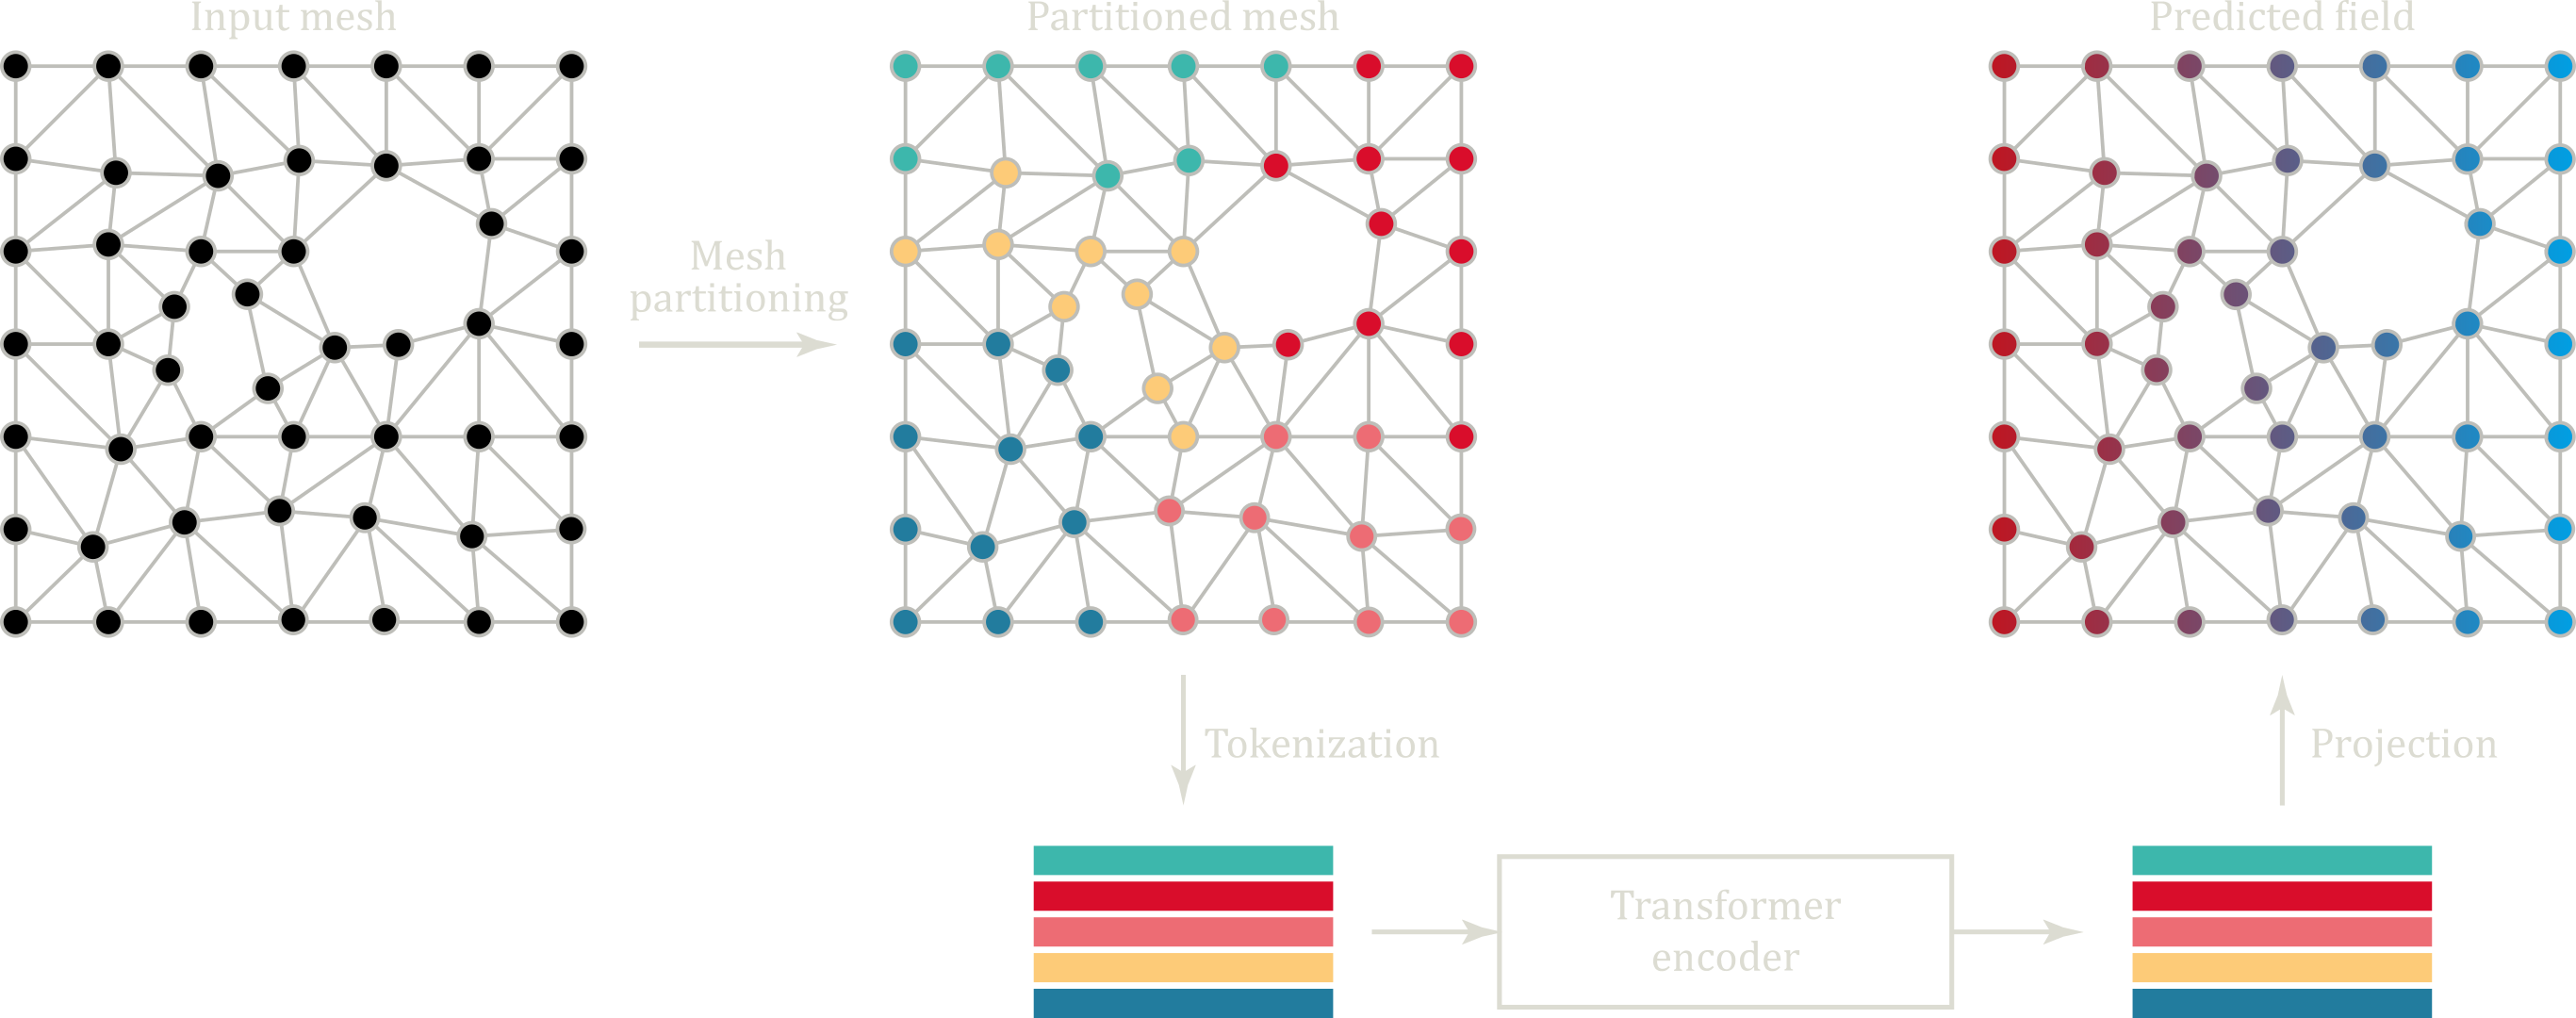 Input mesh
Partitioned mesh
Predicted field
Mesh
partitioning
Tokenization
Projection
Transformer
encoder